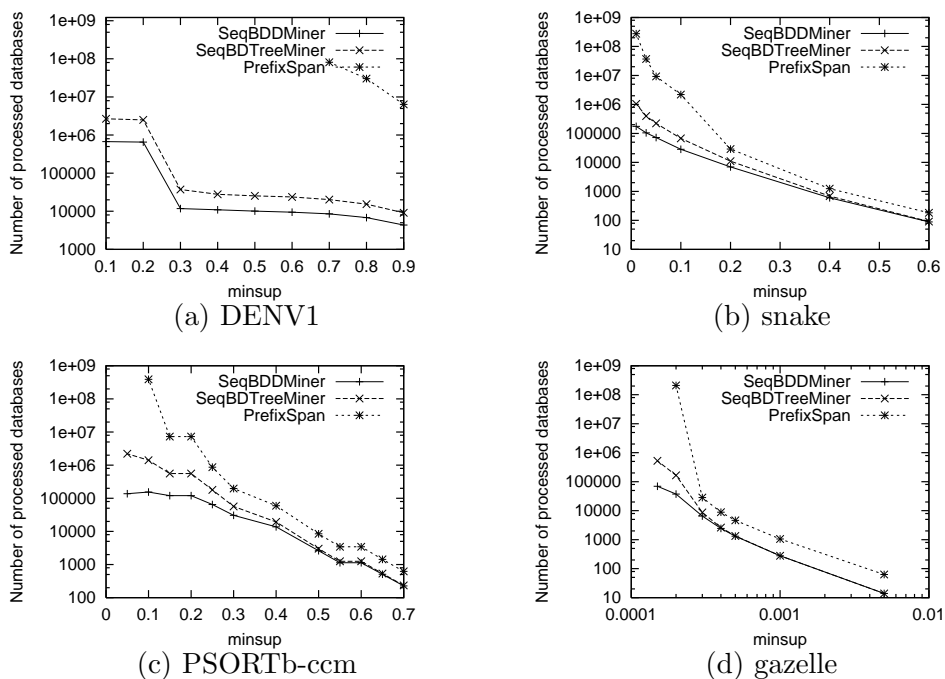 Number of processed databases
1e+09
1e+08
1e+07
1e+06
100000
10000
1000
SeqBDDMiner
SeqBDTreeMiner
PrefixSpan
0.1 0.2 0.3 0.4 0.5 0.6 0.7 0.8 0.9
minsup
(a) DENV1
Number of processed databases
1e+09
1e+08
1e+07
1e+06
100000
10000
1000
100
10
SeqBDDMiner
SeqBDTreeMiner
PrefixSpan
0 0.1 0.2 0.3 0.4 0.5 0.6
minsup
(b) snake
Number of processed databases
1e+09
1e+08
1e+07
1e+06
100000
10000
1000
100
SeqBDDMiner
SeqBDTreeMiner
PrefixSpan
0 0.1 0.2 0.3 0.4 0.5 0.6 0.7
minsup
(c) PSORTb-ccm
Number of processed databases
1e+09
1e+08
1e+07
1e+06
100000
10000
1000
100
10
SeqBDDMiner
SeqBDTreeMiner
PrefixSpan
0.0001 0.001 0.01
minsup
(d) gazelle